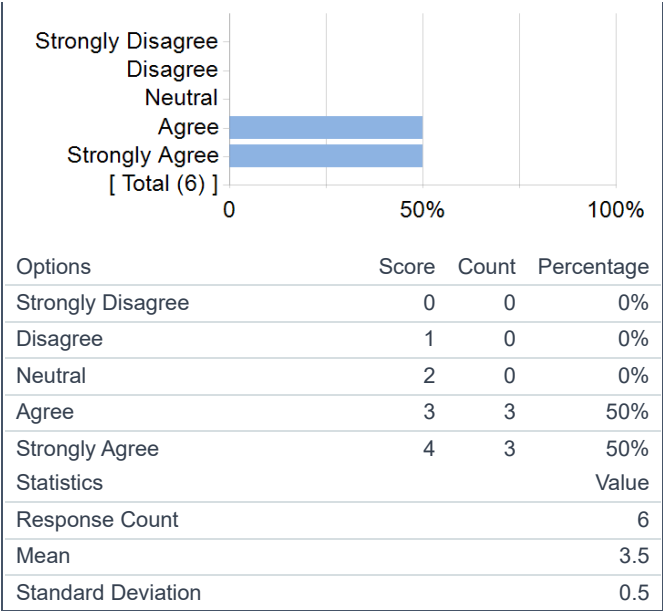 Strongly Disagree
Disagree
Neutral
Agree
Strongly Agree
[ Total (6) ]
0 50% 100%
Options Score Count Percentage
Strongly Disagree 0 0 0%
Disagree 1 0 0%
Neutral 2 0 0%
Agree 3 3 50%
Strongly Agree 4 3 50%
Statistics Value
Response Count 6
Mean 3.5
Standard Deviation 0.5